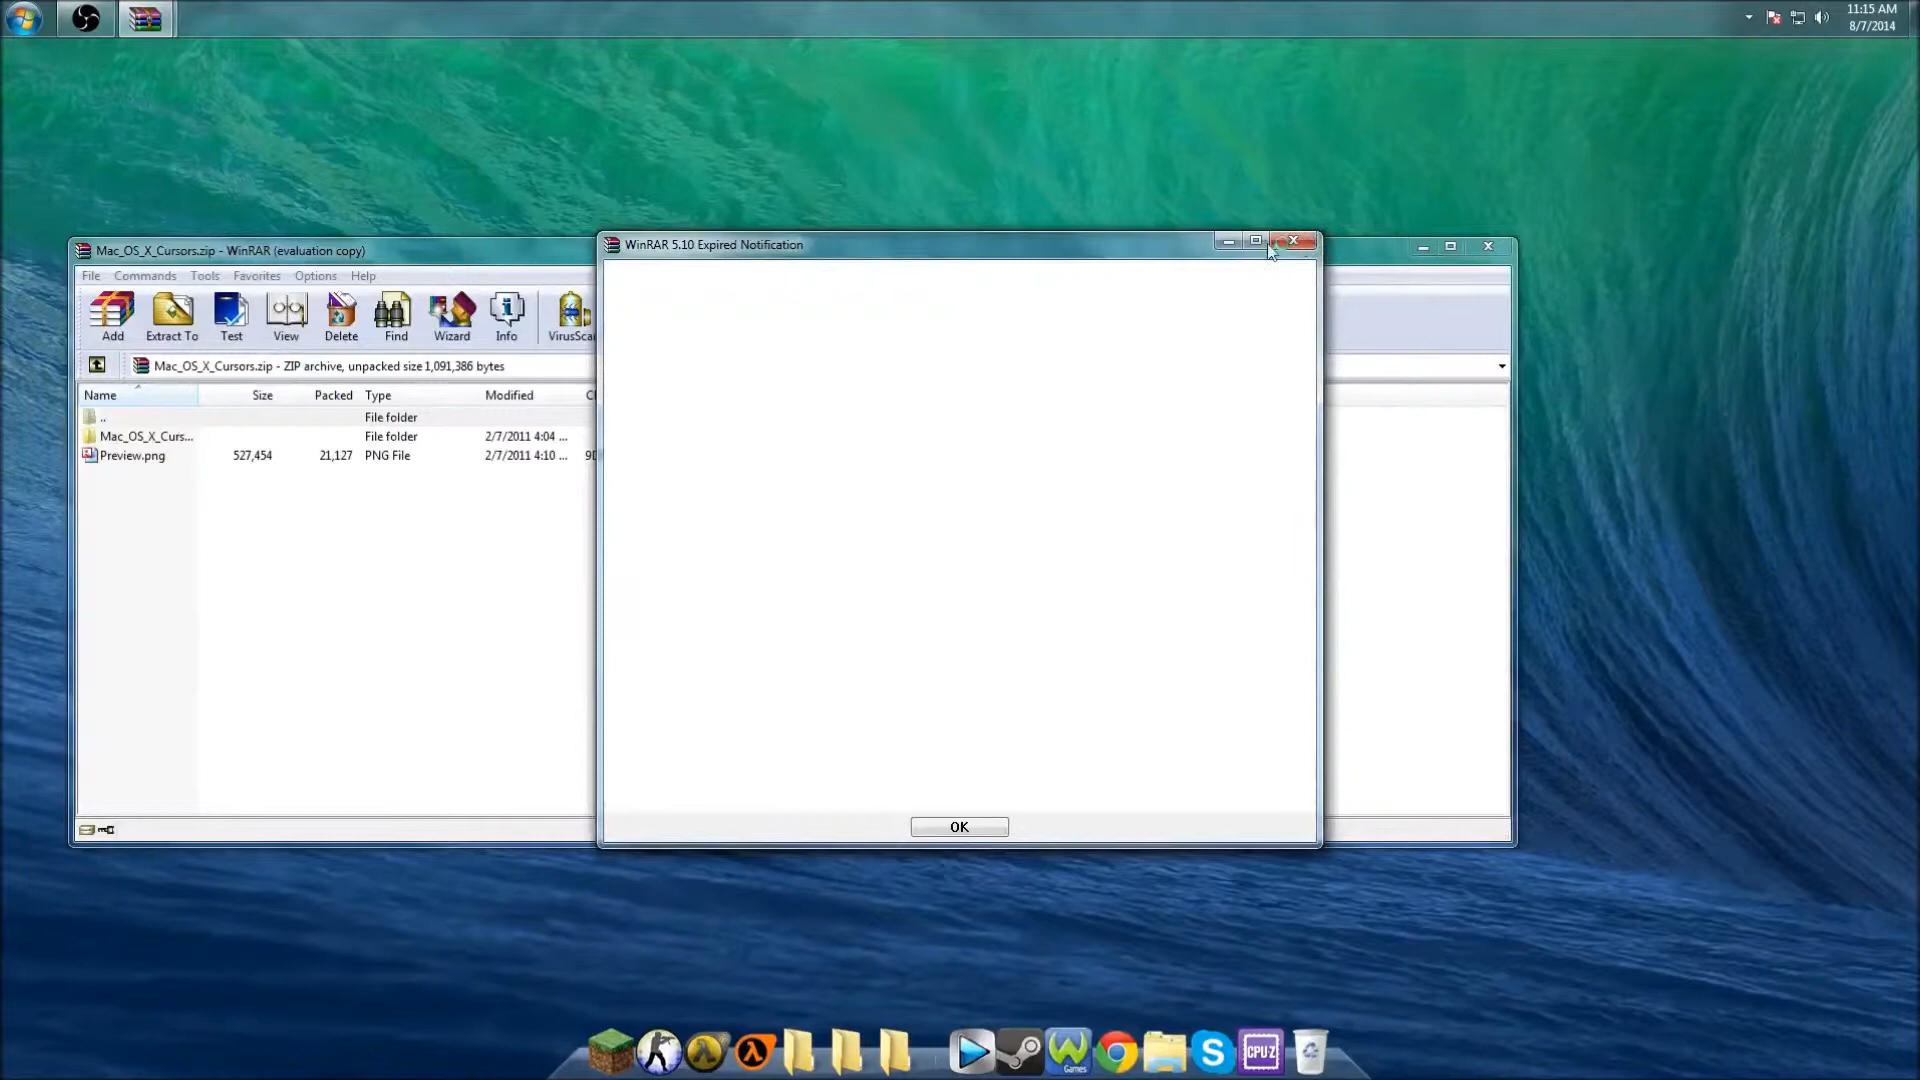 11:15 AM
8/7/2014
Mac_OS_X_Cursors.zip - WinRAR (evaluation copy)
WinRAR 5.10 Expired Notification
File Commands Tools Favorites Options Help
Add Extract To Test View Delete Find Wizard Info VirusScan
Mac_OS_X_Cursors.zip - ZIP archive, unpacked size 1,091,386 bytes
Name Size Packed Type Modified
.. File folder
Mac_OS_X_Curs... File folder 2/7/2011 4:04 ...
Preview.png 527,454 21,127 PNG File 2/7/2011 4:10 ...
OK
Games
CPU-Z